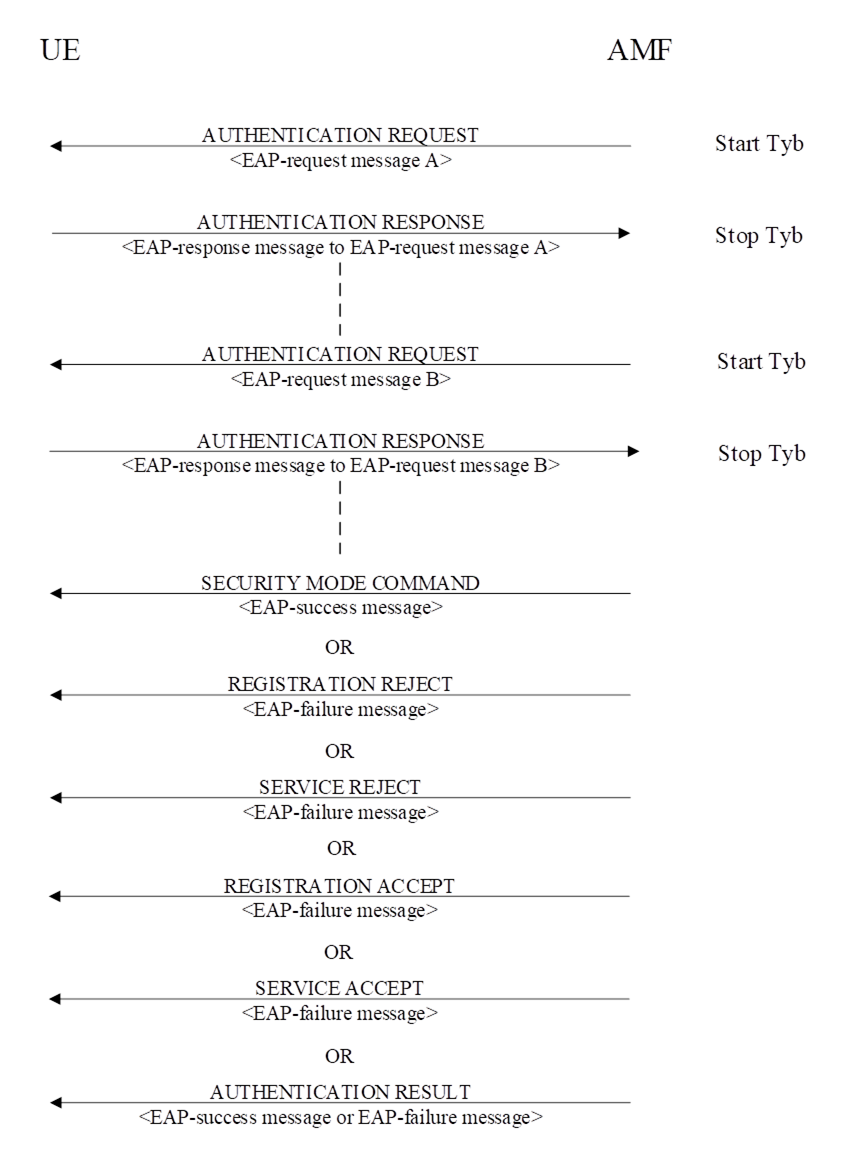 UE AMF
AUTHENTICATION REQUEST
<EAP-request message A>
Start Tyb
AUTHENTICATION RESPONSE
<EAP-response message to EAP-request message A>
Stop Tyb
AUTHENTICATION REQUEST
<EAP-request message B>
Start Tyb
AUTHENTICATION RESPONSE
<EAP-response message to EAP-request message B>
Stop Tyb
SECURITY MODE COMMAND
<EAP-success message>
OR
REGISTRATION REJECT
<EAP-failure message>
OR
SERVICE REJECT
<EAP-failure message>
OR
REGISTRATION ACCEPT
<EAP-failure message>
OR
SERVICE ACCEPT
<EAP-failure message>
OR
AUTHENTICATION RESULT
<EAP-success message or EAP-failure message>